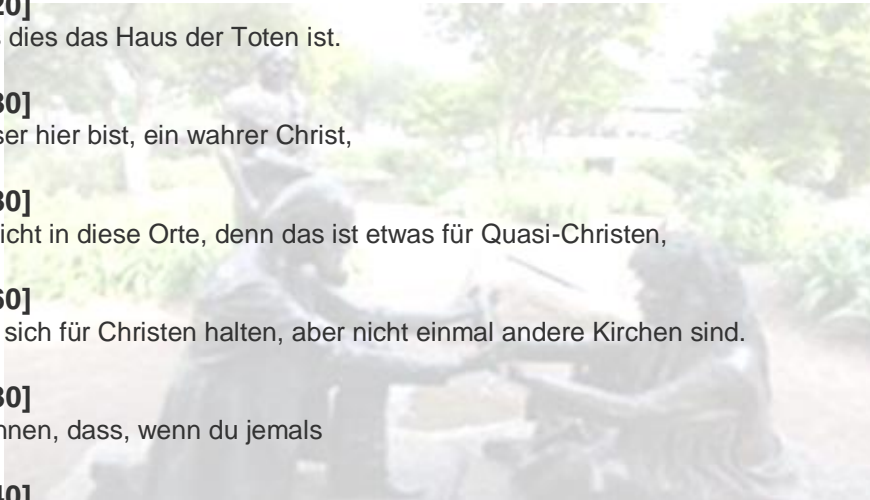 20]
dies das Haus der Toten ist.
30]
ser hier bist, ein wahrer Christ,
30]
icht in diese Orte, denn das ist etwas für Quasi-Christen,
60]
sich für Christen halten, aber nicht einmal andere Kirchen sind.
30]
nnen, dass, wenn du jemals
40]